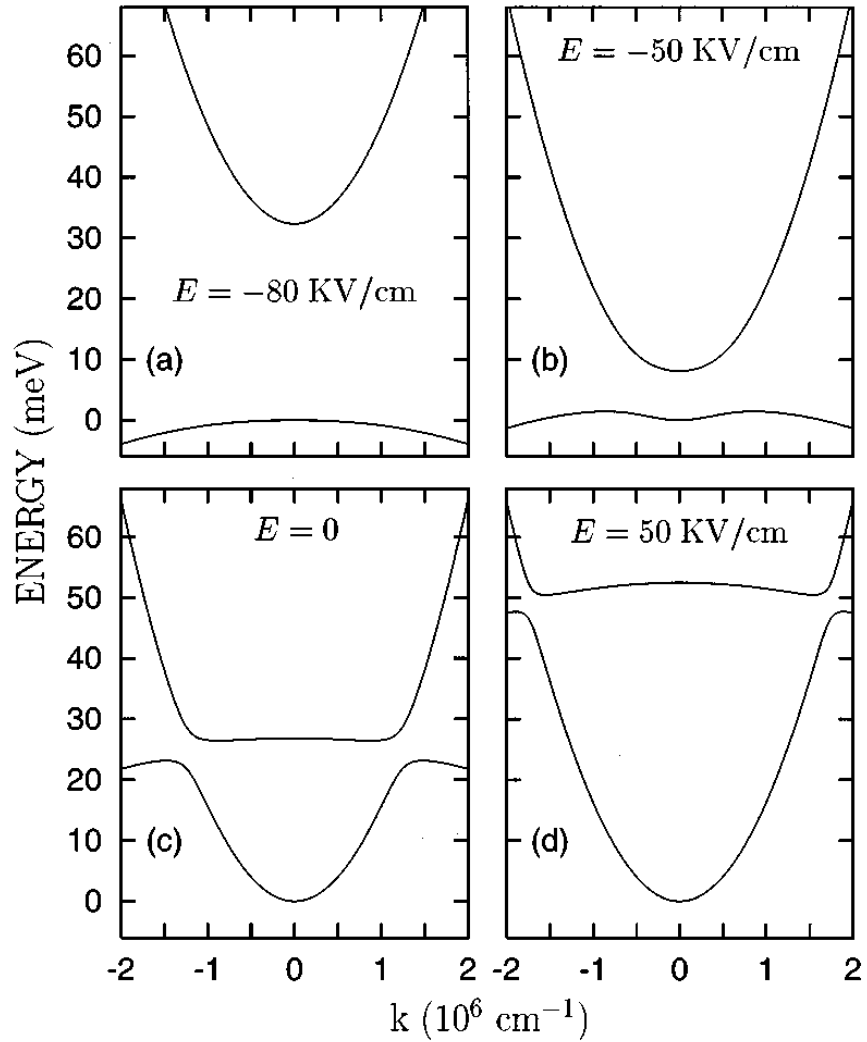 60
50
40
30
20
10
0
E = −80 KV/cm
(a)
E = −50 KV/cm
(b)
ENERGY (meV)
60
50
40
30
20
10
0
E = 0
(c)
E = 50 KV/cm
(d)
-2 -1 0 1 2 -2 -1 0 1 2
k (10⁶ cm⁻¹)